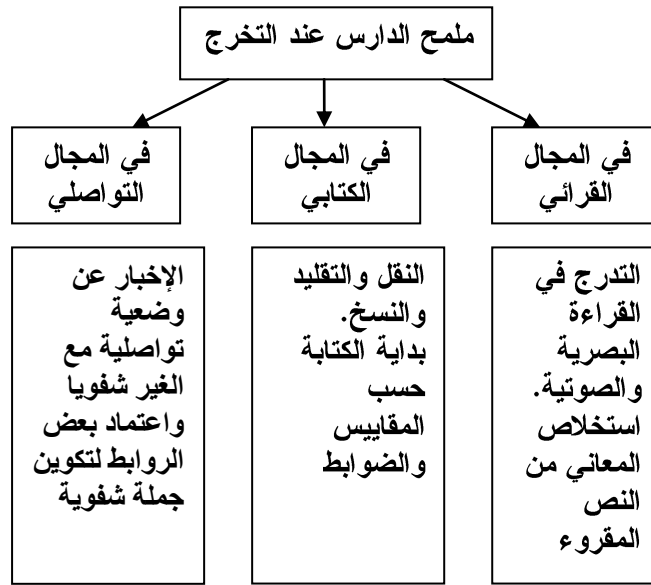 ملمح الدارس عند التخرج
في المجال
القرائي
في المجال
الكتابي
في المجال
التواصلي
التدرج في
القراءة
البصرية
والصوتية.
استخلاص
المعاني من
النص
المقروء
النقل والتقليد
والنسخ.
بداية الكتابة
حسب
المقاييس
والضوابط
الإخبار عن
وضعية
تواصلية مع
الغير شفويا
واعتماد بعض
الروابط لتكوين
جملة شفوية